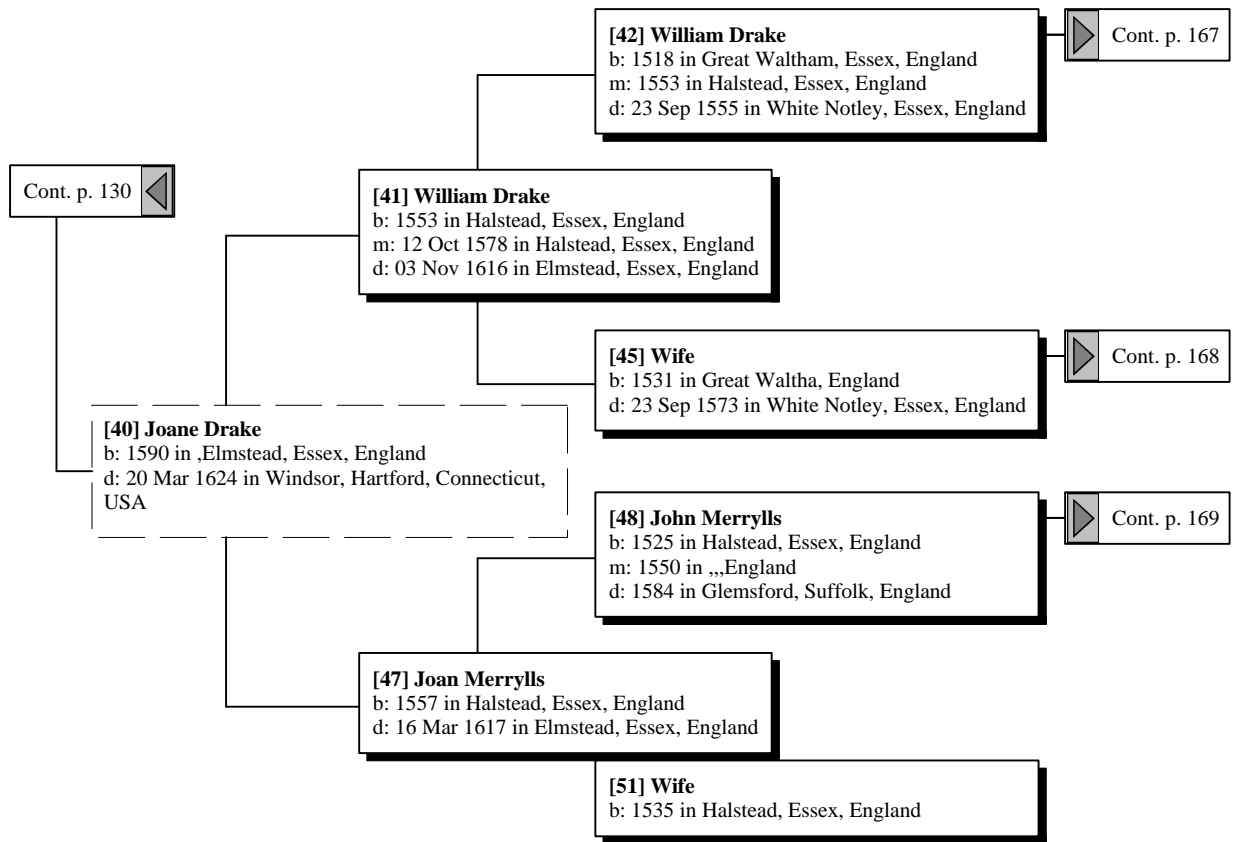 [42] William Drake
b: 1518 in Great Waltham, Essex, England
m: 1553 in Halstead, Essex, England
d: 23 Sep 1555 in White Notley, Essex, England
Cont. p. 167
Cont. p. 130
[41] William Drake
b: 1553 in Halstead, Essex, England
m: 12 Oct 1578 in Halstead, Essex, England
d: 03 Nov 1616 in Elmstead, Essex, England
[45] Wife
b: 1531 in Great Waltha, England
d: 23 Sep 1573 in White Notley, Essex, England
Cont. p. 168
[40] Joane Drake
b: 1590 in ,Elmstead, Essex, England
d: 20 Mar 1624 in Windsor, Hartford, Connecticut,
USA
[48] John Merrylls
b: 1525 in Halstead, Essex, England
m: 1550 in ,,,England
d: 1584 in Glemsford, Suffolk, England
Cont. p. 169
[47] Joan Merrylls
b: 1557 in Halstead, Essex, England
d: 16 Mar 1617 in Elmstead, Essex, England
[51] Wife
b: 1535 in Halstead, Essex, England